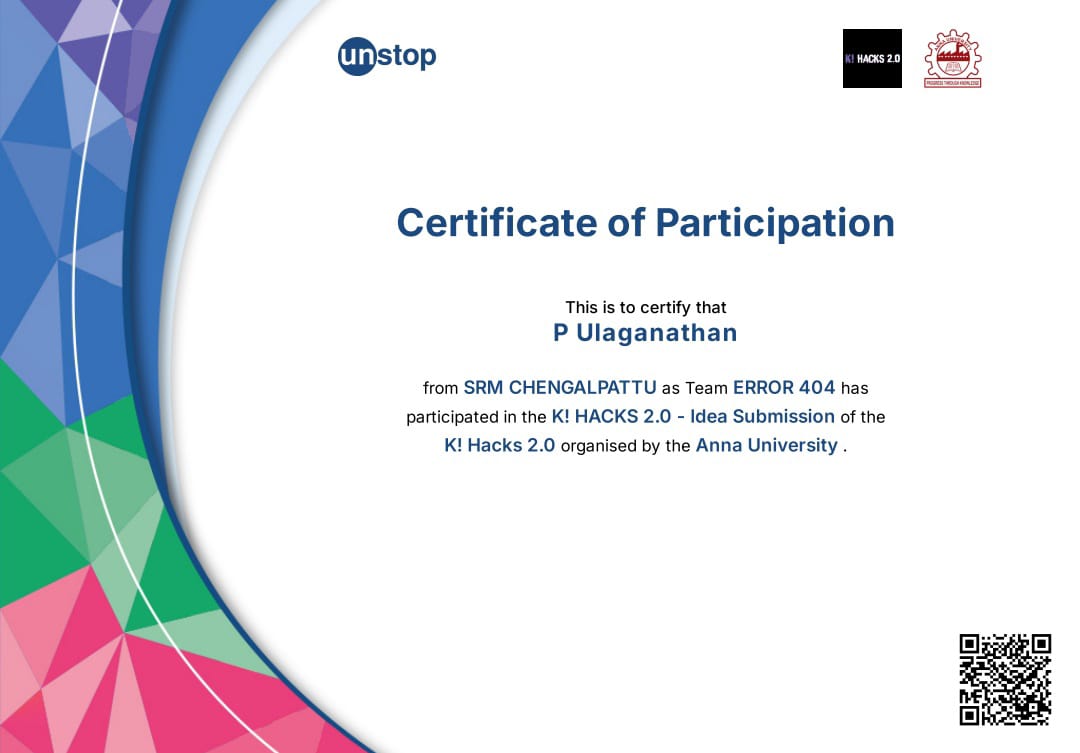 unstop
K! HACKS 2.0
ANNA UNIVERSITY
PROGRESS THROUGH KNOWLEDGE
Certificate of Participation
This is to certify that
P Ulaganathan
from SRM CHENGALPATTU as Team ERROR 404 has
participated in the K! HACKS 2.0 - Idea Submission of the
K! Hacks 2.0 organised by the Anna University .